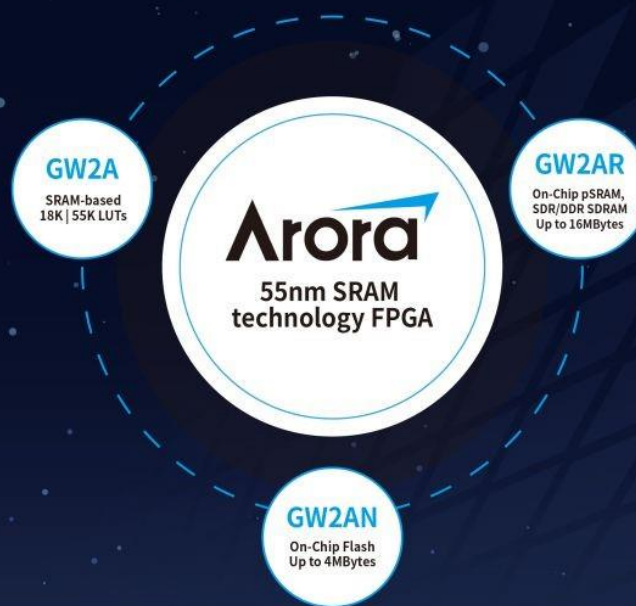 GW2A
SRAM-based
18K | 55K LUTs
GW2AR
On-Chip pSRAM,
SDR/DDR SDRAM
Up to 16MBytes
Arora
55nm SRAM
technology FPGA
GW2AN
On-Chip Flash
Up to 4MBytes